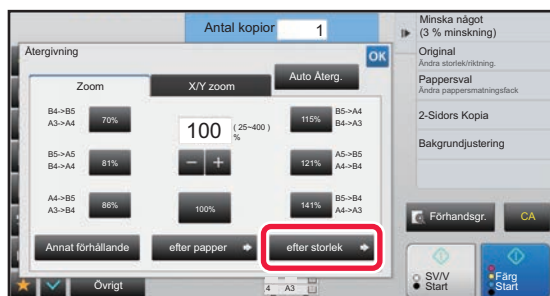 Antal kopior 1
Återgivning
OK
Zoom
X/Y zoom
Auto Återg.
B4->B5
A3->A4
70%
B5->A5
B4->A4
81%
A4->B5
A3->B4
86%
100
(25~400)
%
100%
115%
B5->A4
B4->A3
121%
A5->B5
A4->B4
141%
B5->B4
A4->A3
Annat förhållande
efter papper
efter storlek
Övrigt
4 A3
Minska något
(3 % minskning)
Original
Ändra storlek/riktning.
Pappersval
Ändra pappersmatningsfack
2-Sidors Kopia
Bakgrundjustering
Förhandsgr.
CA
SV/V
Start
Färg
Start